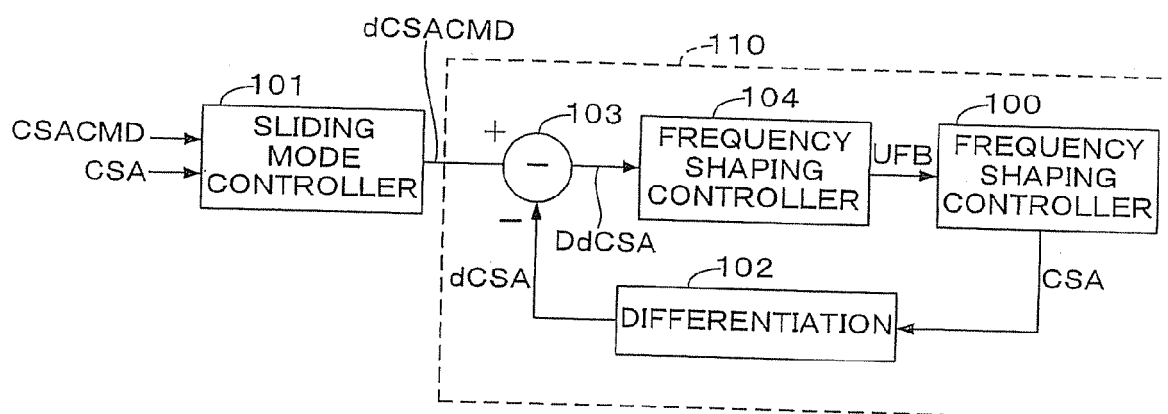 dCSACMD
110
101
CSACMD
CSA
SLIDING
MODE
CONTROLLER
+
103
−
−
DdCSA
104
FREQUENCY
SHAPING
CONTROLLER
UFB
100
FREQUENCY
SHAPING
CONTROLLER
CSA
dCSA
102
DIFFERENTIATION